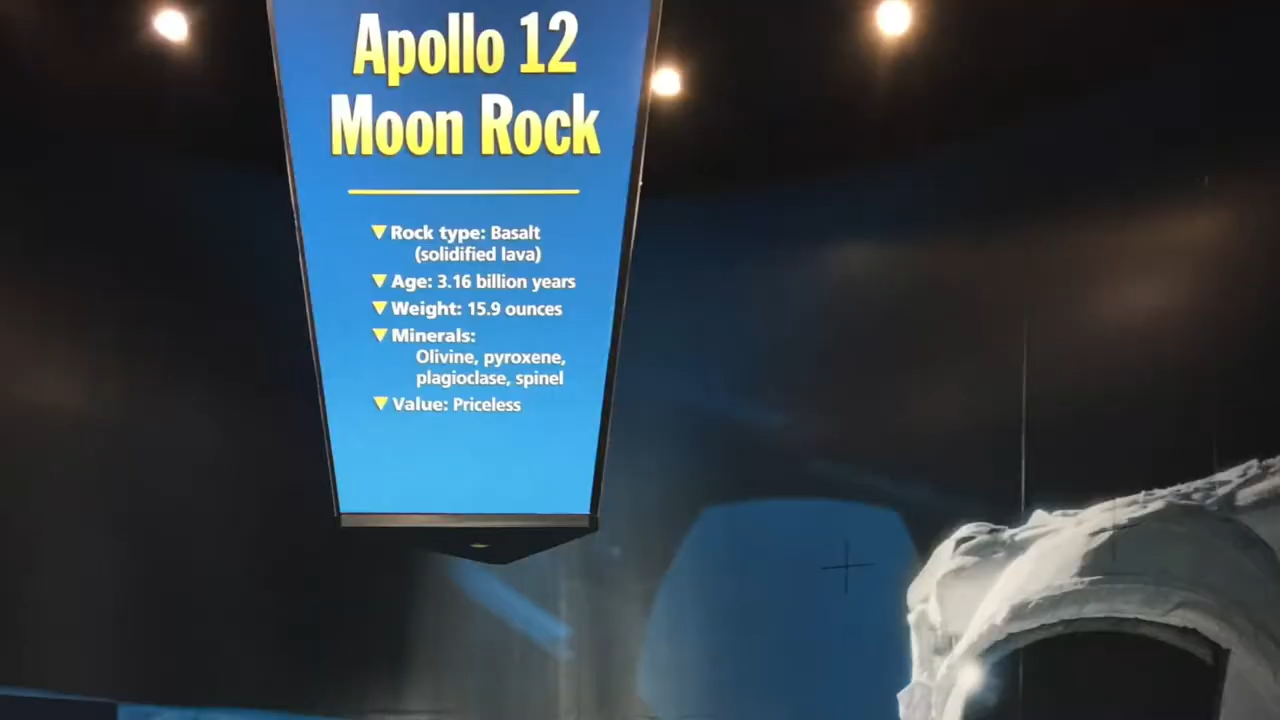 Apollo 12
Moon Rock
▼ Rock type: Basalt
(solidified lava)
▼ Age: 3.16 billion years
▼ Weight: 15.9 ounces
▼ Minerals:
Olivine, pyroxene,
plagioclase, spinel
▼ Value: Priceless